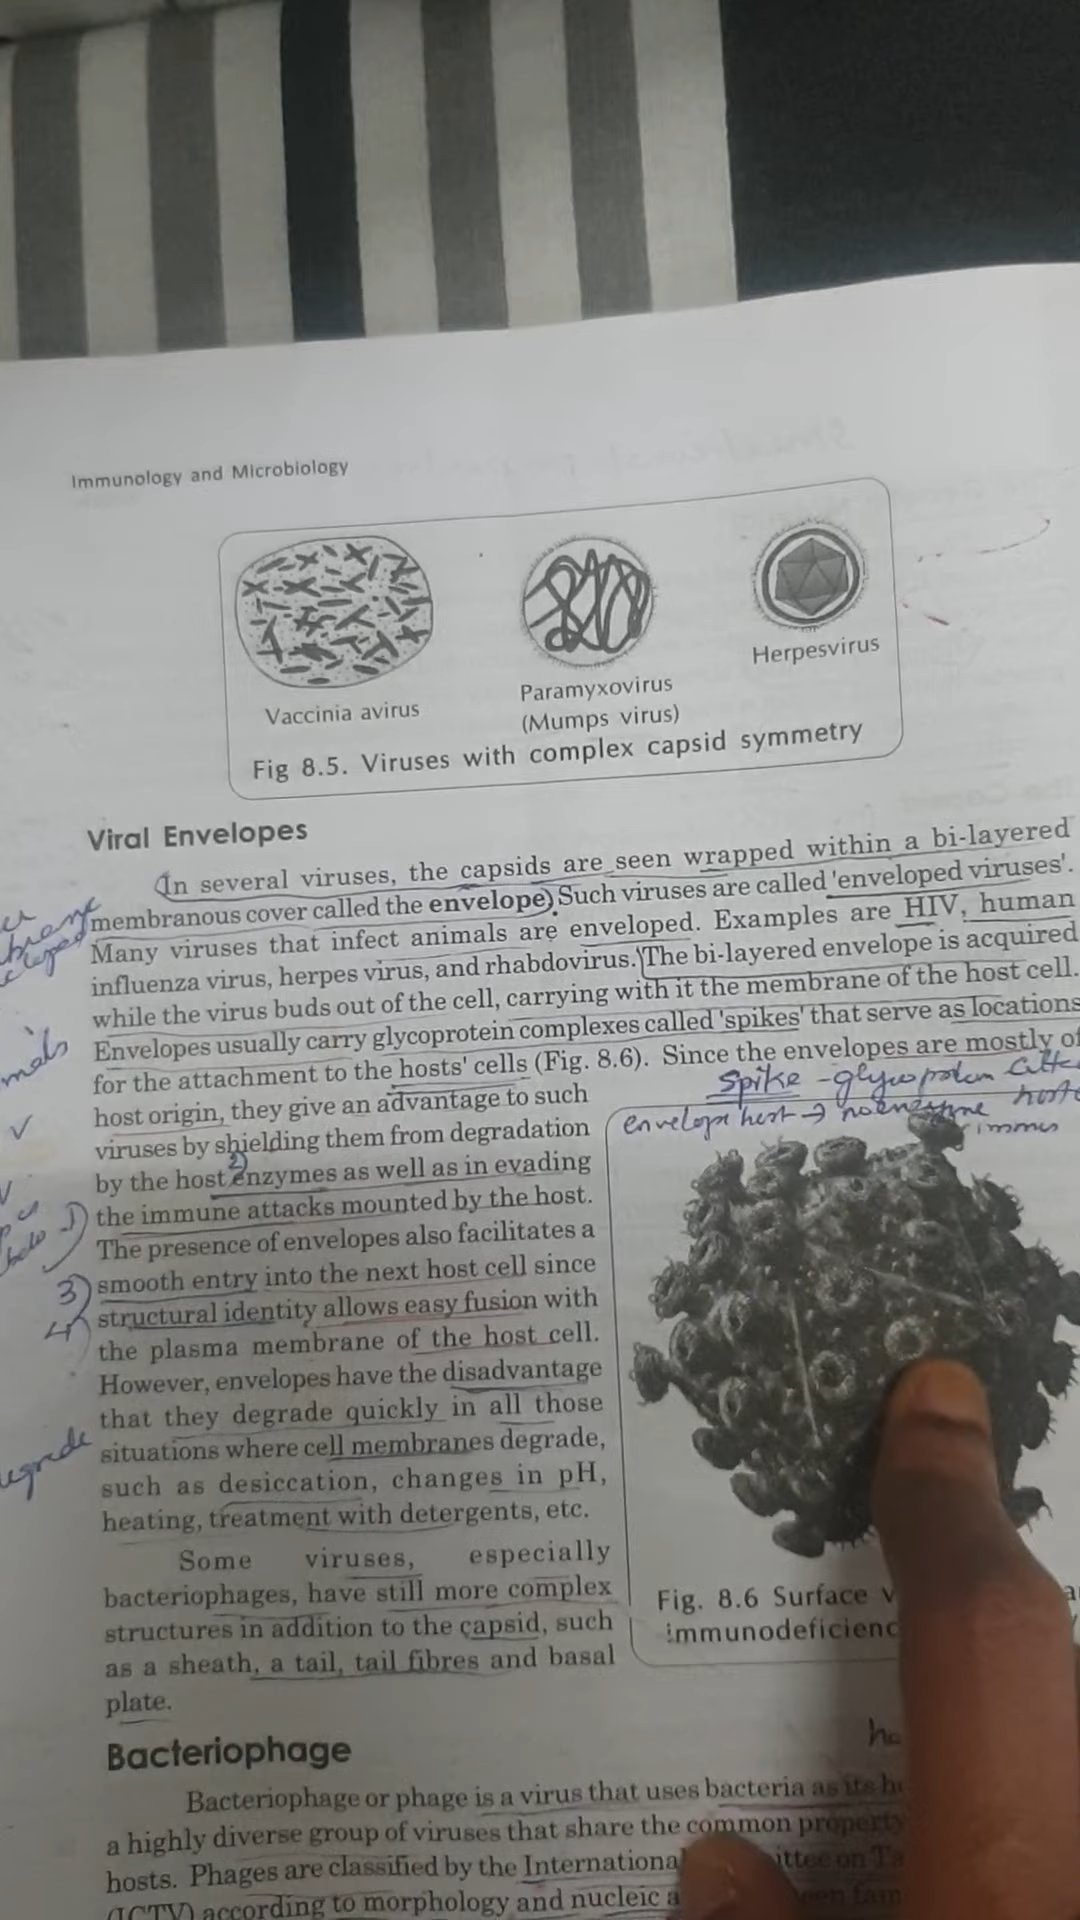 Immunology and Microbiology
Vaccinia avirus
Paramyxovirus
(Mumps virus)
Herpesvirus
Fig 8.5. Viruses with complex capsid symmetry
Viral Envelopes
In several viruses, the capsids are seen wrapped within a bi-layered
membranous cover called the envelope. Such viruses are called 'enveloped viruses'.
Many viruses that infect animals are enveloped. Examples are HIV, human
influenza virus, herpes virus, and rhabdovirus. The bi-layered envelope is acquired
while the virus buds out of the cell, carrying with it the membrane of the host cell.
Envelopes usually carry glycoprotein complexes called 'spikes' that serve as locations
for the attachment to the hosts' cells (Fig. 8.6). Since the envelopes are mostly of
Spike - glyco
envelope host → no enzyme host
host origin, they give an advantage to such
viruses by shielding them from degradation
2)
by the host enzymes as well as in evading
1) the immune attacks mounted by the host.
The presence of envelopes also facilitates a
3) smooth entry into the next host cell since
4) structural identity allows easy fusion with
the plasma membrane of the host cell.
However, envelopes have the disadvantage
that they degrade quickly in all those
situations where cell membranes degrade,
such as desiccation, changes in pH,
heating, treatment with detergents, etc.
Some viruses, especially
bacteriophages, have still more complex
structures in addition to the capsid, such
as a sheath, a tail, tail fibres and basal
plate.
Fig. 8.6 Surface
immunodeficienc
Bacteriophage
Bacteriophage or phage is a virus that uses bacteria as its
a highly diverse group of viruses that share the common property
hosts. Phages are classified by the International
(ICTV) according to morphology and nucleic